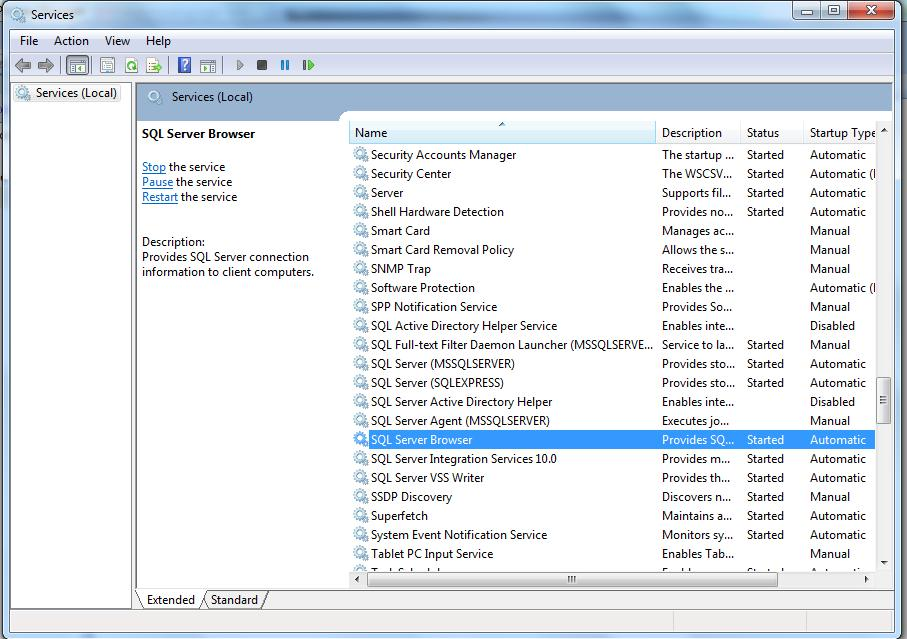 Services
File Action View Help
Services (Local)
Services (Local)
SQL Server Browser
Stop the service
Pause the service
Restart the service
Description:
Provides SQL Server connection
information to client computers.
Name Description Status Startup Type
Security Accounts Manager The startup ... Started Automatic
Security Center The WSCSV... Started Automatic (
Server Supports fil... Started Automatic
Shell Hardware Detection Provides no... Started Automatic
Smart Card Manages ac... Manual
Smart Card Removal Policy Allows the s... Manual
SNMP Trap Receives tra... Manual
Software Protection Enables the ... Automatic (
SPP Notification Service Provides So... Manual
SQL Active Directory Helper Service Enables inte... Disabled
SQL Full-text Filter Daemon Launcher (MSSQLSERVE... Service to la... Started Manual
SQL Server (MSSQLSERVER) Provides sto... Started Automatic
SQL Server (SQLEXPRESS) Provides sto... Started Automatic
SQL Server Active Directory Helper Enables inte... Disabled
SQL Server Agent (MSSQLSERVER) Executes jo... Manual
SQL Server Browser Provides SQ... Started Automatic
SQL Server Integration Services 10.0 Provides m... Started Automatic
SQL Server VSS Writer Provides th... Started Automatic
SSDP Discovery Discovers n... Started Manual
Superfetch Maintains a... Started Automatic
System Event Notification Service Monitors sy... Started Automatic
Tablet PC Input Service Enables Tab... Manual
Extended Standard